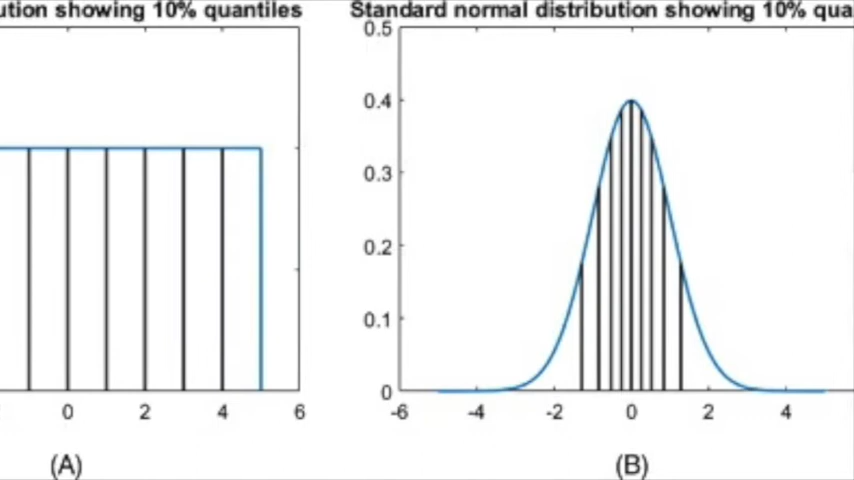 ution showing 10% quantiles
Standard normal distribution showing 10% qua
0.5
0.4
0.3
0.2
0.1
0
0 2 4 6
-6 -4 -2 0 2 4
(A)
(B)